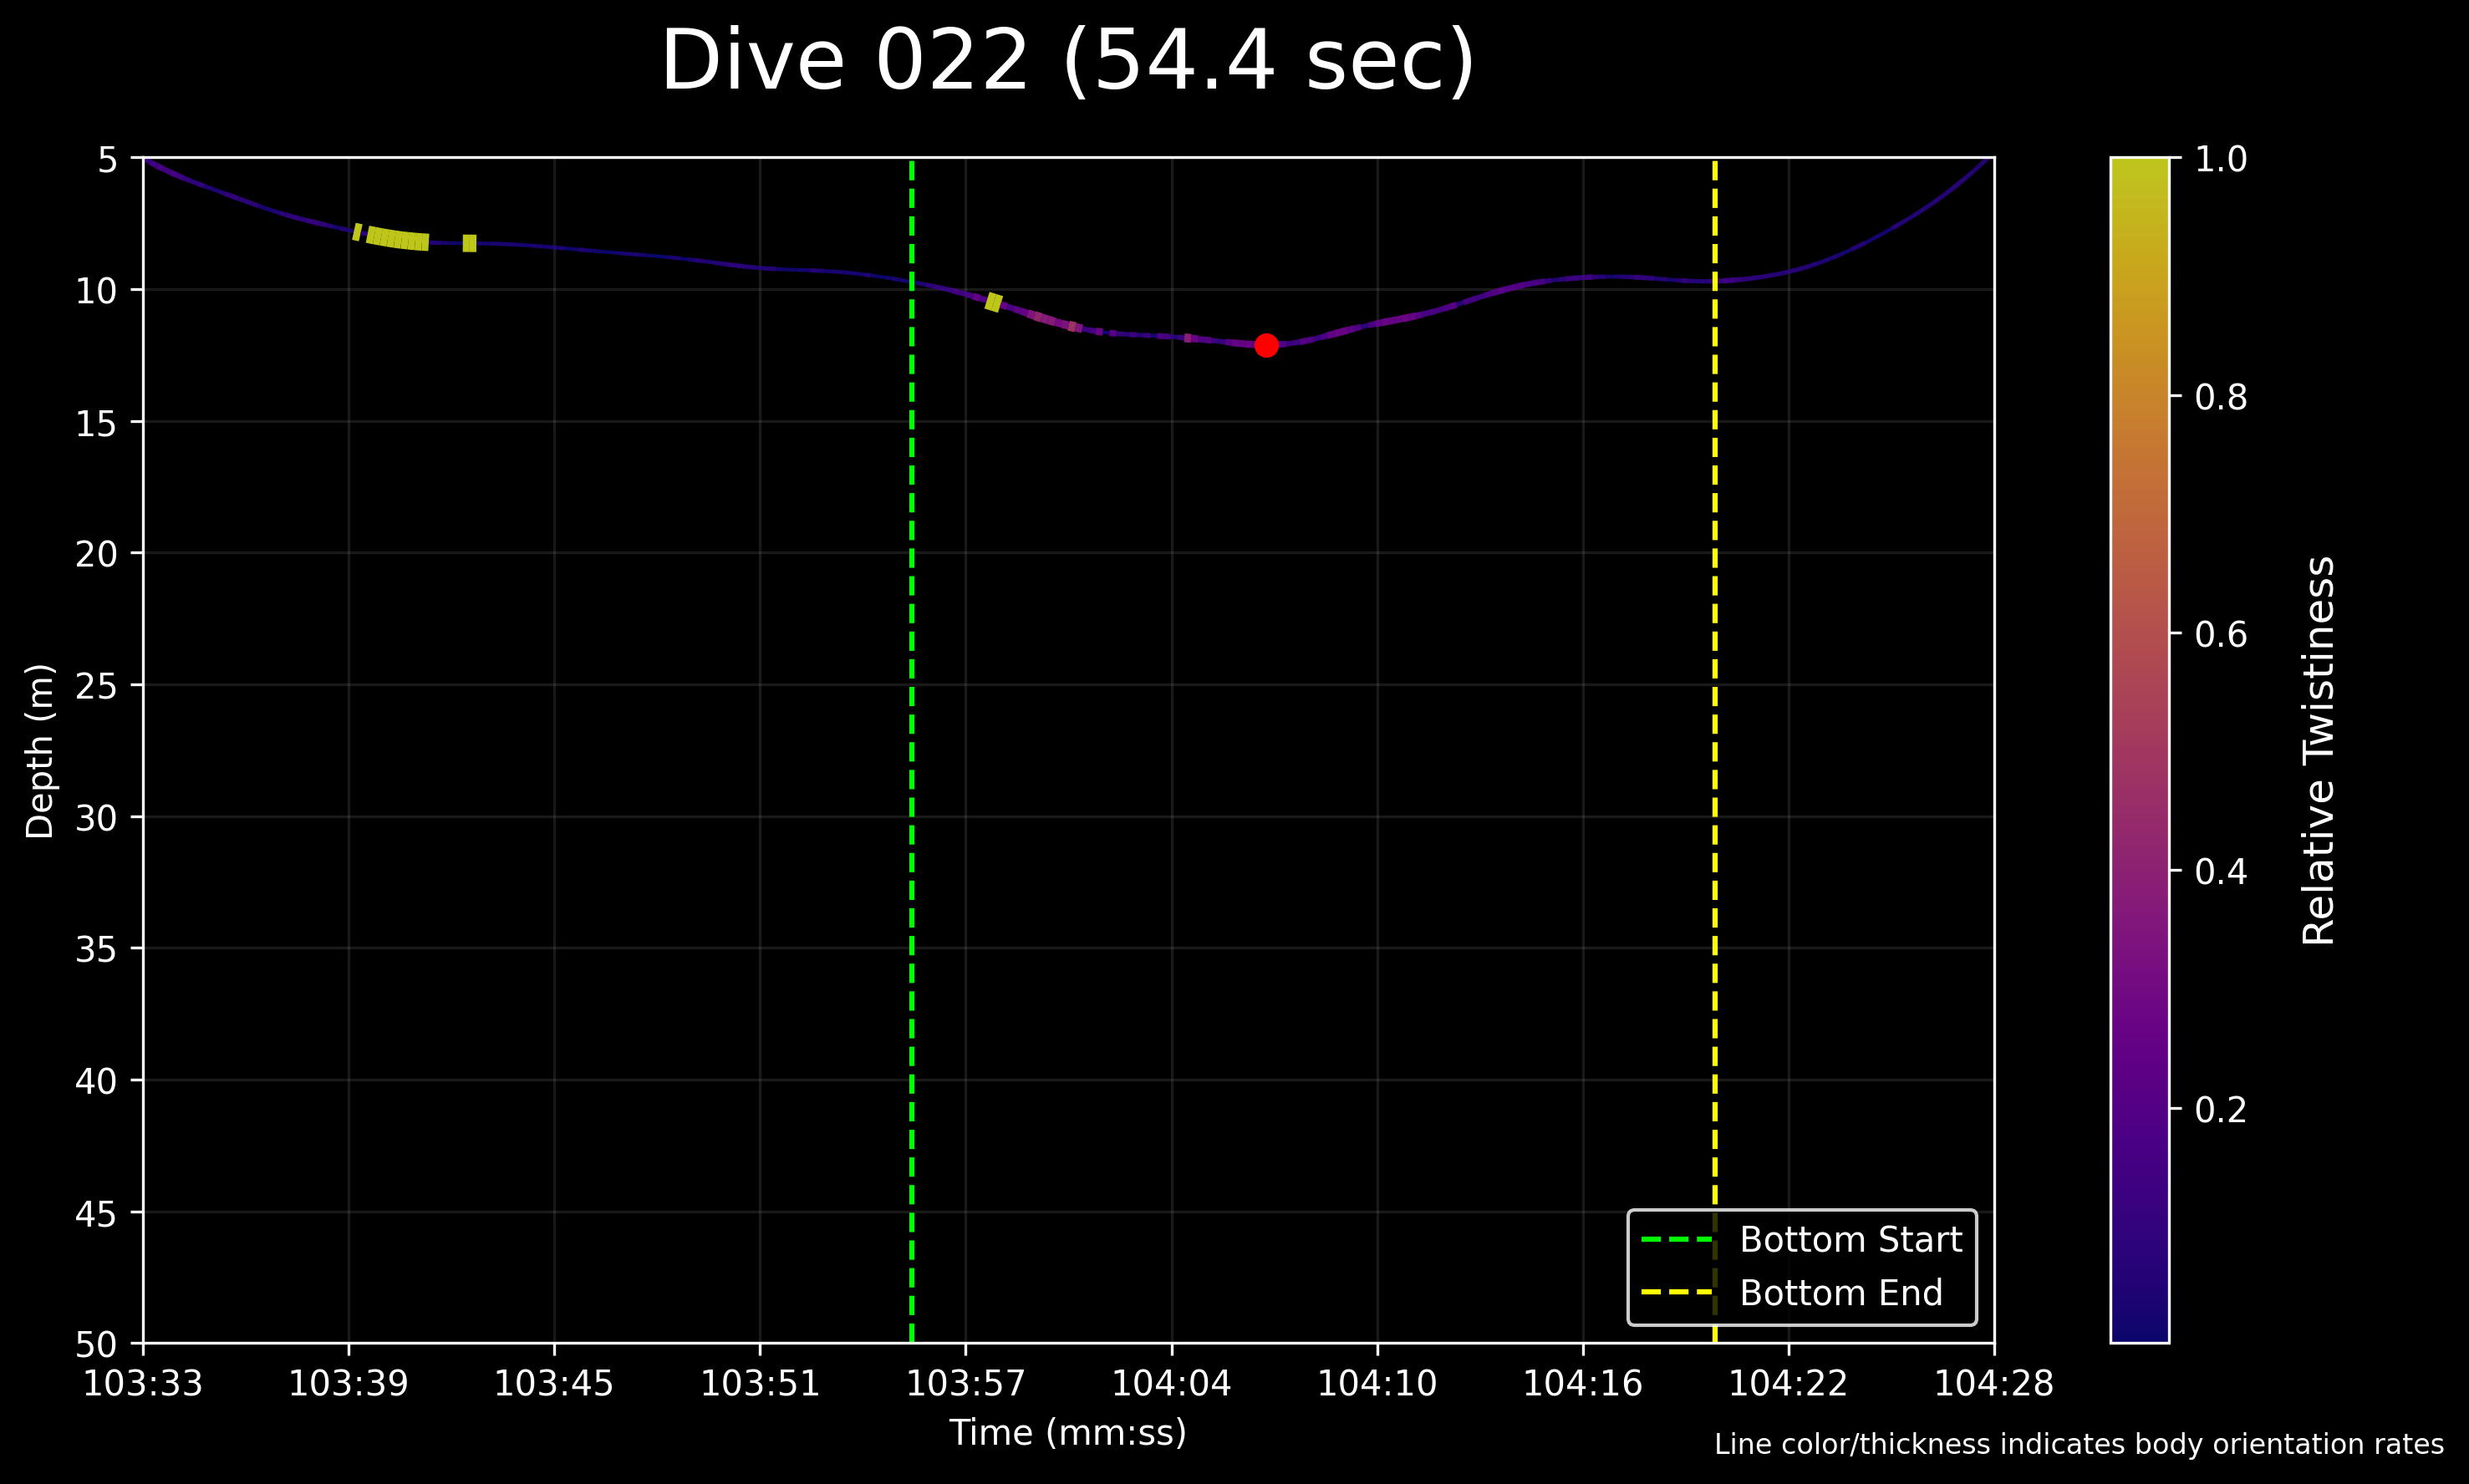 Dive 022 (54.4 sec)
5
10
15
20
25
30
35
40
45
50
Depth (m)
103:33 103:39 103:45 103:51 103:57 104:04 104:10 104:16 104:22 104:28
Time (mm:ss)
Bottom Start
Bottom End
1.0
0.8
0.6
0.4
0.2
Relative Twistiness
Line color/thickness indicates body orientation rates